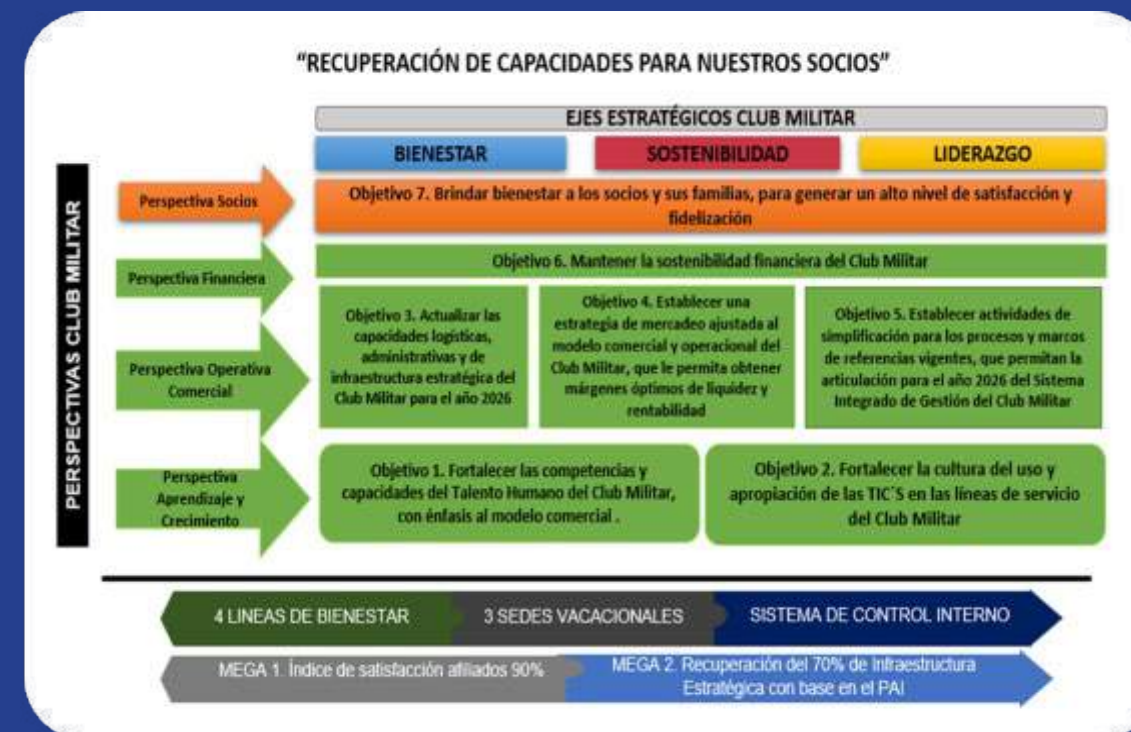 “RECUPERACIÓN DE CAPACIDADES PARA NUESTROS SOCIOS”
EJES ESTRATÉGICOS CLUB MILITAR
BIENESTAR
SOSTENIBILIDAD
LIDERAZGO
PERSPECTIVAS CLUB MILITAR
Perspectiva Socios
Objetivo 7. Brindar bienestar a los socios y sus familias, para generar un alto nivel de satisfacción y
fidelización
Perspectiva Financiera
Objetivo 6. Mantener la sostenibilidad financiera del Club Militar
Perspectiva Operativa
Comercial
Objetivo 3. Actualizar las
capacidades logísticas,
administrativas y de
infraestructura estratégica del
Club Militar para el año 2026
Objetivo 4. Establecer una
estrategia de mercadeo ajustada al
modelo comercial y operacional del
Club Militar, que le permita obtener
márgenes óptimos de liquidez y
rentabilidad
Objetivo 5. Establecer actividades de
simplificación para los procesos y marcos
de referencias vigentes, que permitan la
articulación para el año 2026 del Sistema
Integrado de Gestión del Club Militar
Perspectiva
Aprendizaje y
Crecimiento
Objetivo 1. Fortalecer las competencias y
capacidades del Talento Humano del Club Militar,
con énfasis al modelo comercial .
Objetivo 2. Fortalecer la cultura del uso y
apropiación de las TIC´S en las líneas de servicio
del Club Militar
4 LINEAS DE BIENESTAR
3 SEDES VACACIONALES
SISTEMA DE CONTROL INTERNO
MEGA 1. Índice de satisfacción afiliados 90%
MEGA 2. Recuperación del 70% de Infraestructura
Estratégica con base en el PAI